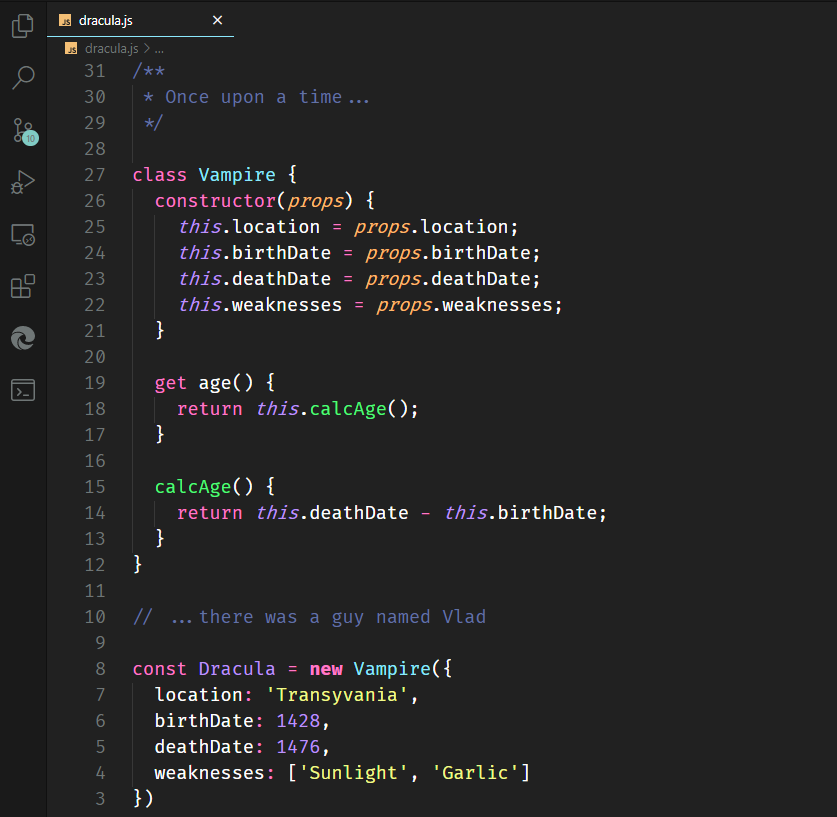 JS dracula.js ×
JS dracula.js > ...
31 /**
30  * Once upon a time...
29  */
28
27 class Vampire {
26   constructor(props) {
25     this.location = props.location;
24     this.birthDate = props.birthDate;
23     this.deathDate = props.deathDate;
22     this.weaknesses = props.weaknesses;
21   }
20
19   get age() {
18     return this.calcAge();
17   }
16
15   calcAge() {
14     return this.deathDate - this.birthDate;
13   }
12 }
11
10 // ...there was a guy named Vlad
9
8 const Dracula = new Vampire({
7   location: 'Transyvania',
6   birthDate: 1428,
5   deathDate: 1476,
4   weaknesses: ['Sunlight', 'Garlic']
3 })
10